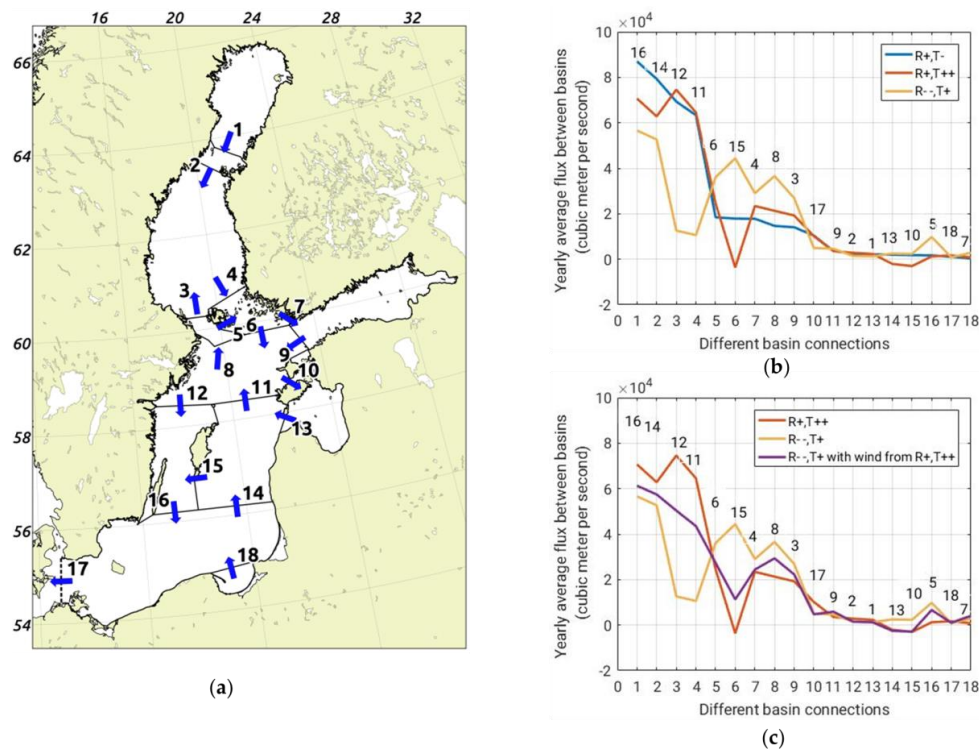 16 20 24 28 32
66
64
62
60
58
56
54
1
2
3
4
5
6
7
8
9
10
11
12
13
14
15
16
17
18
(a)
×10⁴
10
8
6
4
2
0
-2
Yearly average flux between basins
(cubic meter per second)
16 14 12 11 6 15 4 8 3 17 9 2 1 13 10 5 18 7
R+,T-
R+,T++
R--,T+
0 1 2 3 4 5 6 7 8 9 10 11 12 13 14 15 16 17 18
Different basin connections
(b)
×10⁴
10
8
6
4
2
0
-2
Yearly average flux between basins
(cubic meter per second)
16 14 12 11 6 15 4 8 3 17 9 2 1 13 10 5 18 7
R+,T++
R--,T+
R--,T+ with wind from R+,T++
0 1 2 3 4 5 6 7 8 9 10 11 12 13 14 15 16 17 18
Different basin connections
(c)